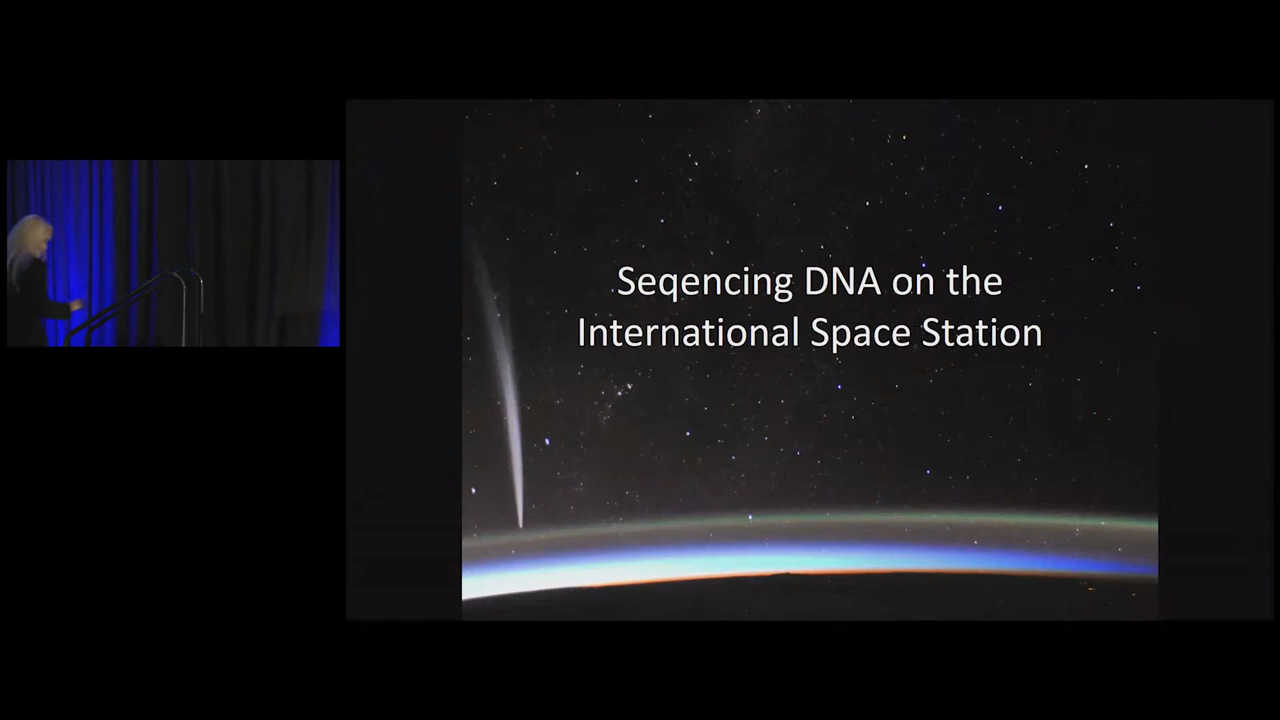 Seqencing DNA on the
International Space Station